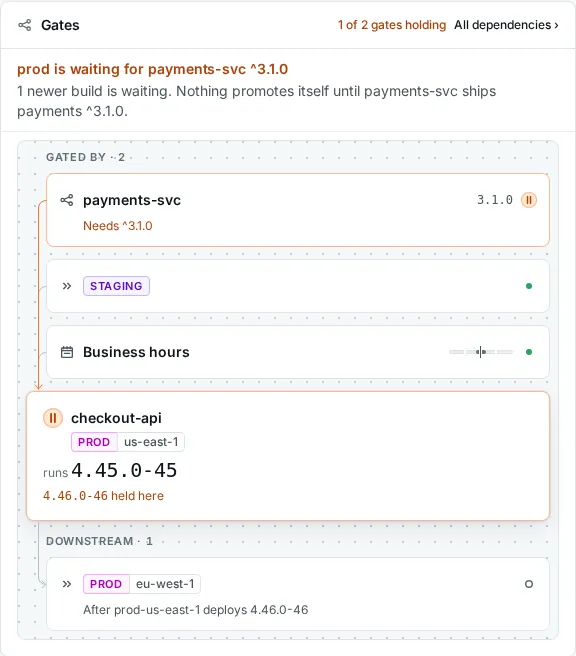 Gates
1 of 2 gates holding All dependencies ›
prod is waiting for payments-svc ^3.1.0
1 newer build is waiting. Nothing promotes itself until payments-svc ships
payments ^3.1.0.
GATED BY · 2
payments-svc
3.1.0
Needs ^3.1.0
STAGING
Business hours
checkout-api
PROD us-east-1
runs 4.45.0-45
4.46.0-46 held here
DOWNSTREAM · 1
PROD eu-west-1
After prod-us-east-1 deploys 4.46.0-46